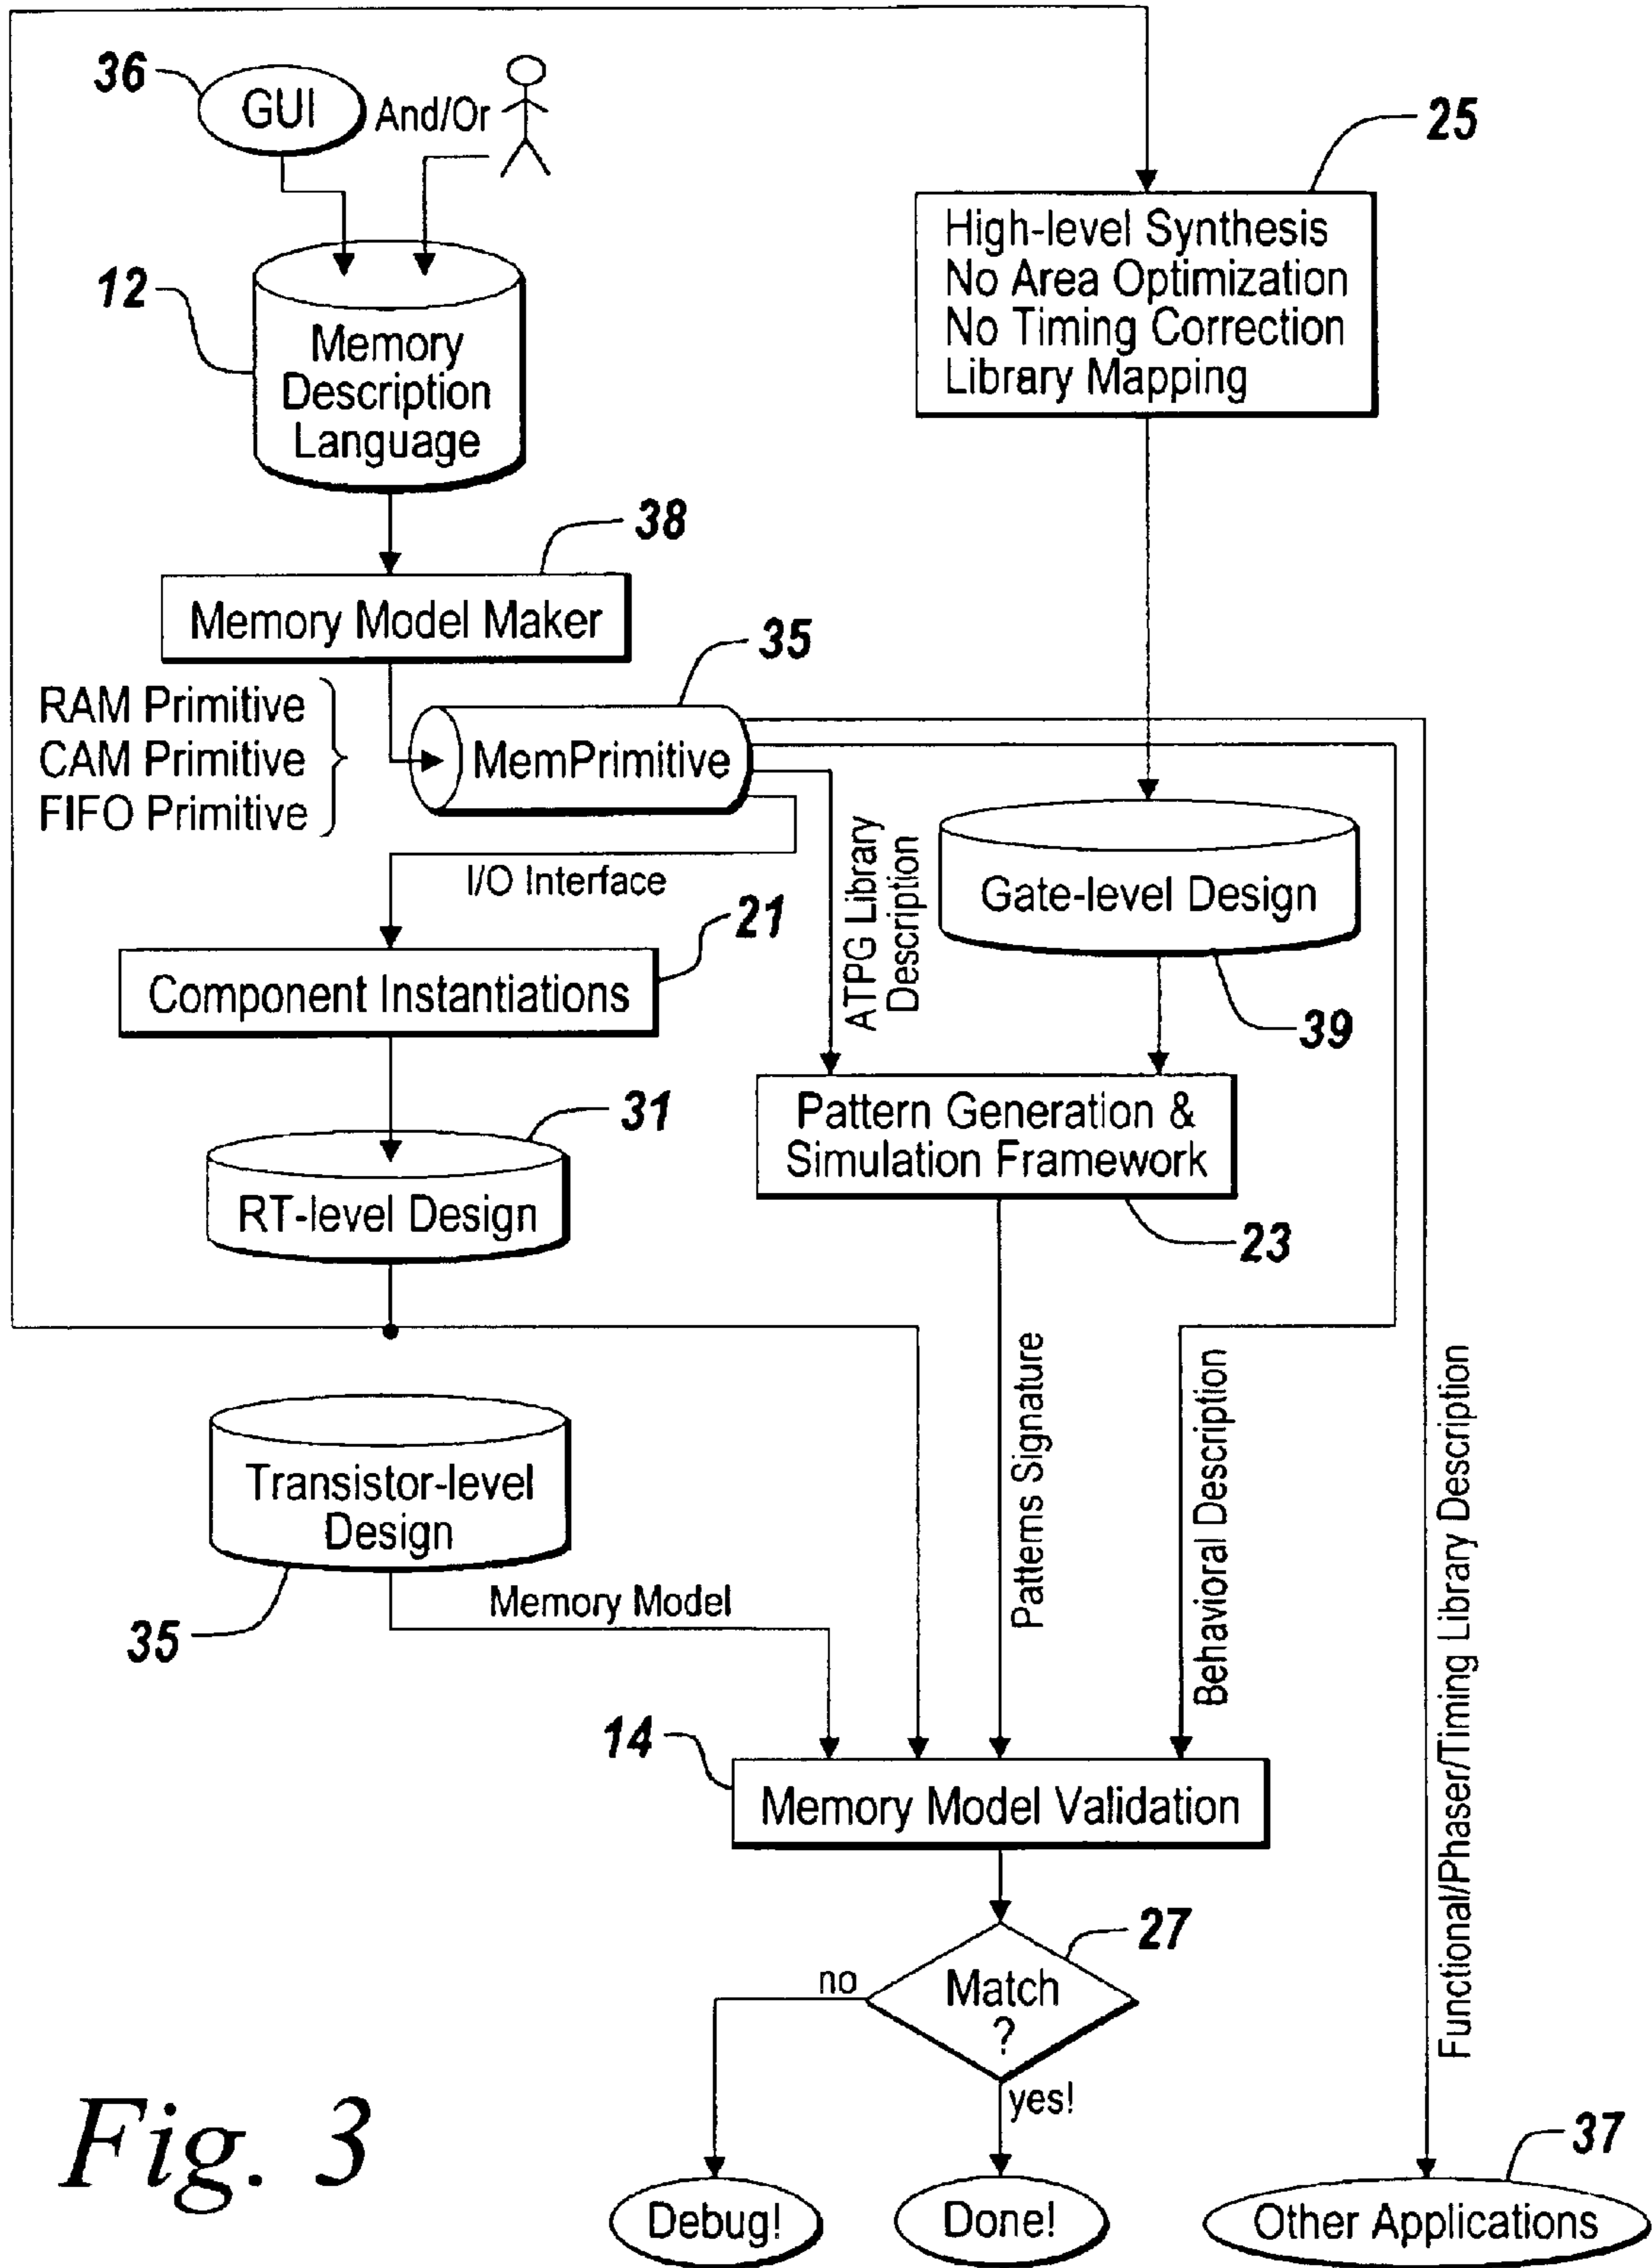 36
GUI
And/Or
25
High-level Synthesis
No Area Optimization
No Timing Correction
Library Mapping
12
Memory
Description
Language
38
Memory Model Maker
35
RAM Primitive
CAM Primitive
FIFO Primitive
MemPrimitive
I/O Interface
ATPG Library
Description
Gate-level Design
39
21
Component Instantiations
31
RT-level Design
Pattern Generation &
Simulation Framework
23
Transistor-level
Design
35
Memory Model
Patterns Signature
Behavioral Description
Functional/Phaser/Timing Library Description
14
Memory Model Validation
27
Match
?
no
yes!
Debug!
Done!
37
Other Applications
Fig. 3